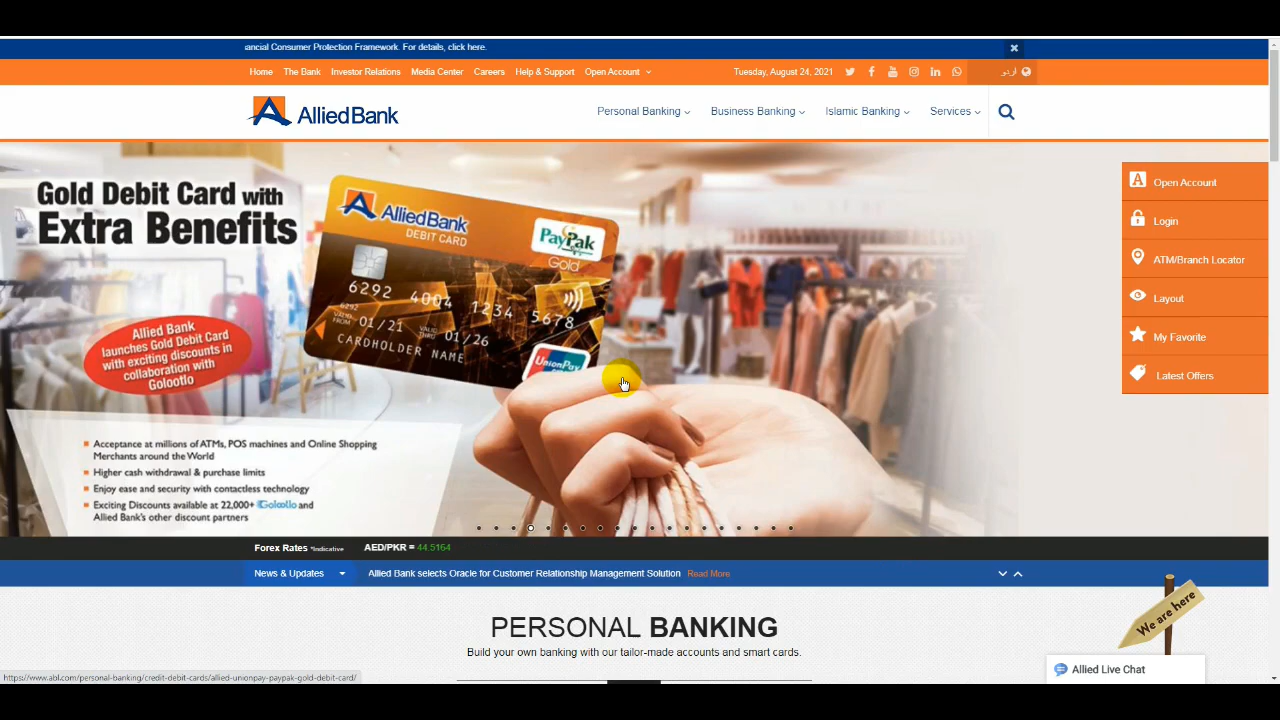 ancial Consumer Protection Framework. For details, click here.
Home The Bank Investor Relations Media Center Careers Help & Support Open Account
Tuesday, August 24, 2021
اردو
AlliedBank
Personal Banking Business Banking Islamic Banking Services
Gold Debit Card with
Extra Benefits
AlliedBank
DEBIT CARD
PayPak
Gold
6292 4004 1234 5678
6292
VALID FROM 01/21 VALID THRU 01/26
CARDHOLDER NAME
UnionPay
Allied Bank
launches Gold Debit Card
with exciting discounts in
collaboration with
Golootlo
Acceptance at millions of ATMs, POS machines and Online Shopping
Merchants around the World
Higher cash withdrawal & purchase limits
Enjoy ease and security with contactless technology
Exciting Discounts available at 22,000+ Golootlo and
Allied Bank's other discount partners
Open Account
Login
ATM/Branch Locator
Layout
My Favorite
Latest Offers
Forex Rates *Indicative AED/PKR = 44.5164
News & Updates Allied Bank selects Oracle for Customer Relationship Management Solution Read More
We are here
PERSONAL BANKING
Build your own banking with our tailor-made accounts and smart cards.
Allied Live Chat
https://www.abl.com/personal-banking/credit-debit-cards/allied-unionpay-paypak-gold-debit-card/